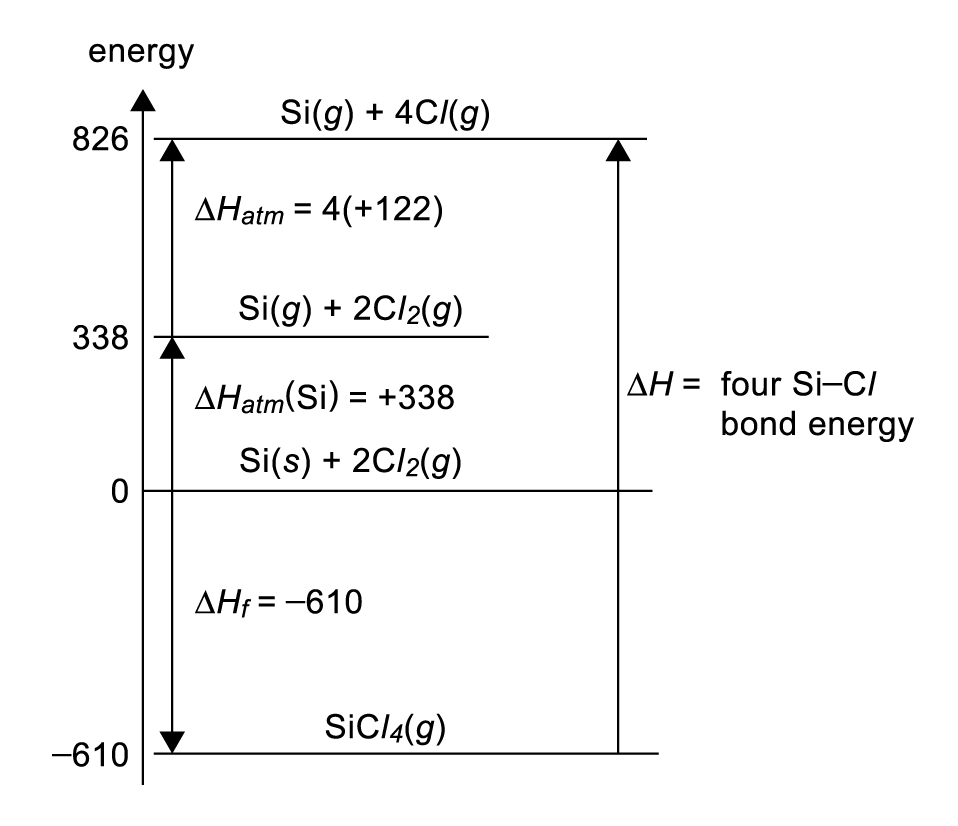 energy
Si(g) + 4Cl(g)
826
ΔHatm = 4(+122)
Si(g) + 2Cl2(g)
338
ΔH = four Si–Cl
bond energy
ΔHatm(Si) = +338
Si(s) + 2Cl2(g)
0
ΔHf = –610
SiCl4(g)
–610